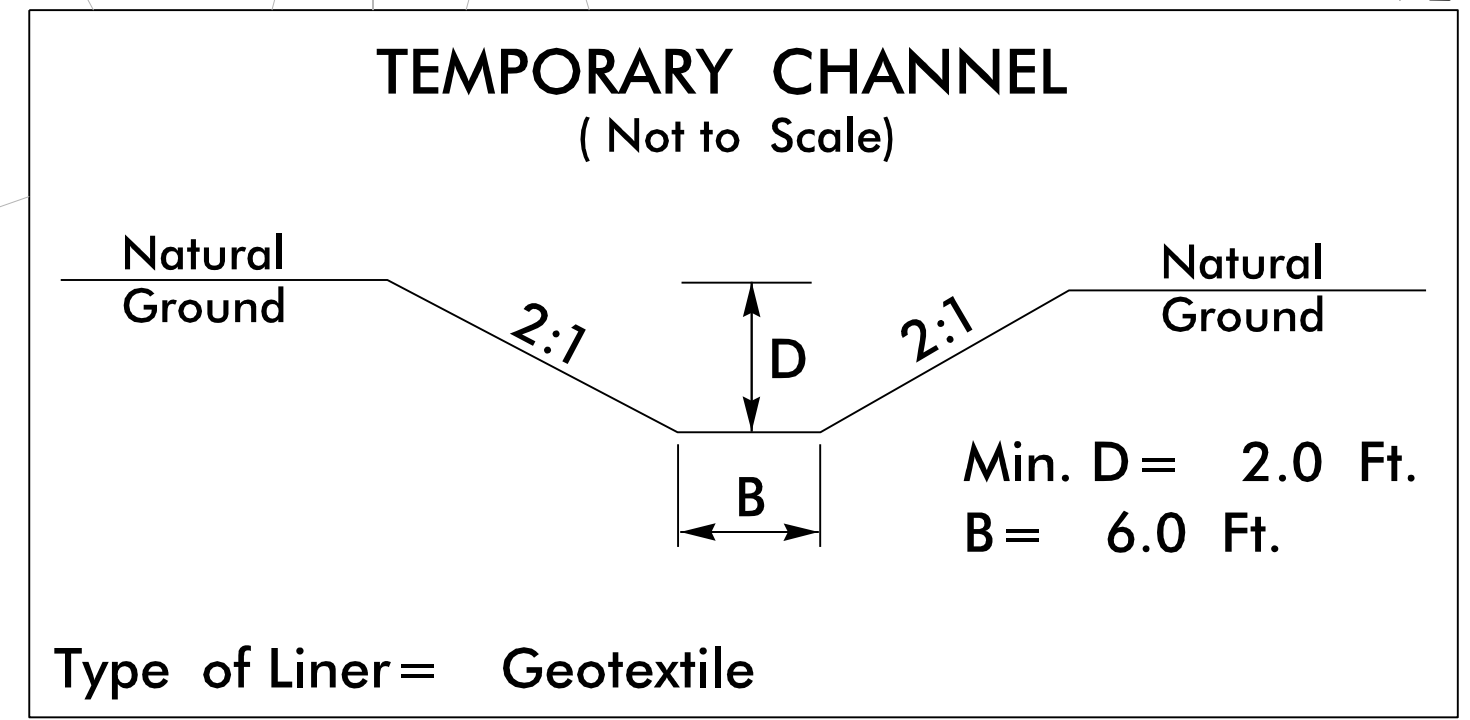 TEMPORARY CHANNEL
( Not to Scale)
Natural
Ground
2:1
D
2:1
Natural
Ground
B
Min. D = 2.0 Ft.
B = 6.0 Ft.
Type of Liner = Geotextile